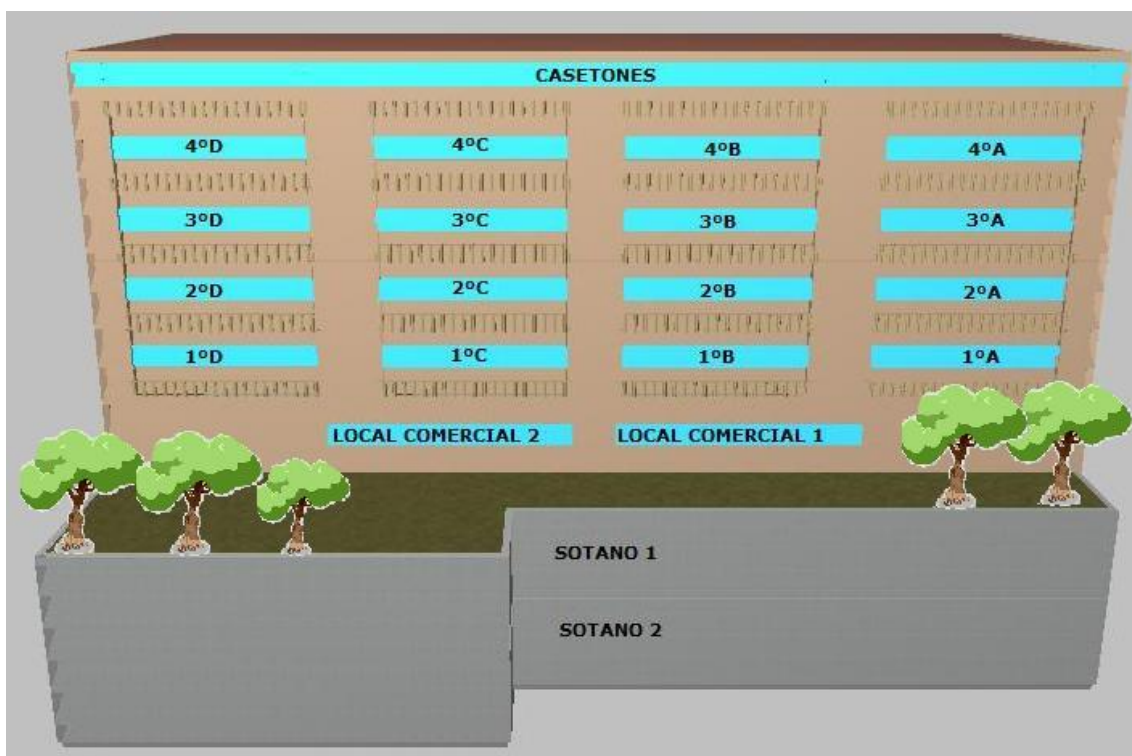 CASETONES
4ºD 4ºC 4ºB 4ºA
3ºD 3ºC 3ºB 3ºA
2ºD 2ºC 2ºB 2ºA
1ºD 1ºC 1ºB 1ºA
LOCAL COMERCIAL 2 LOCAL COMERCIAL 1
SOTANO 1
SOTANO 2